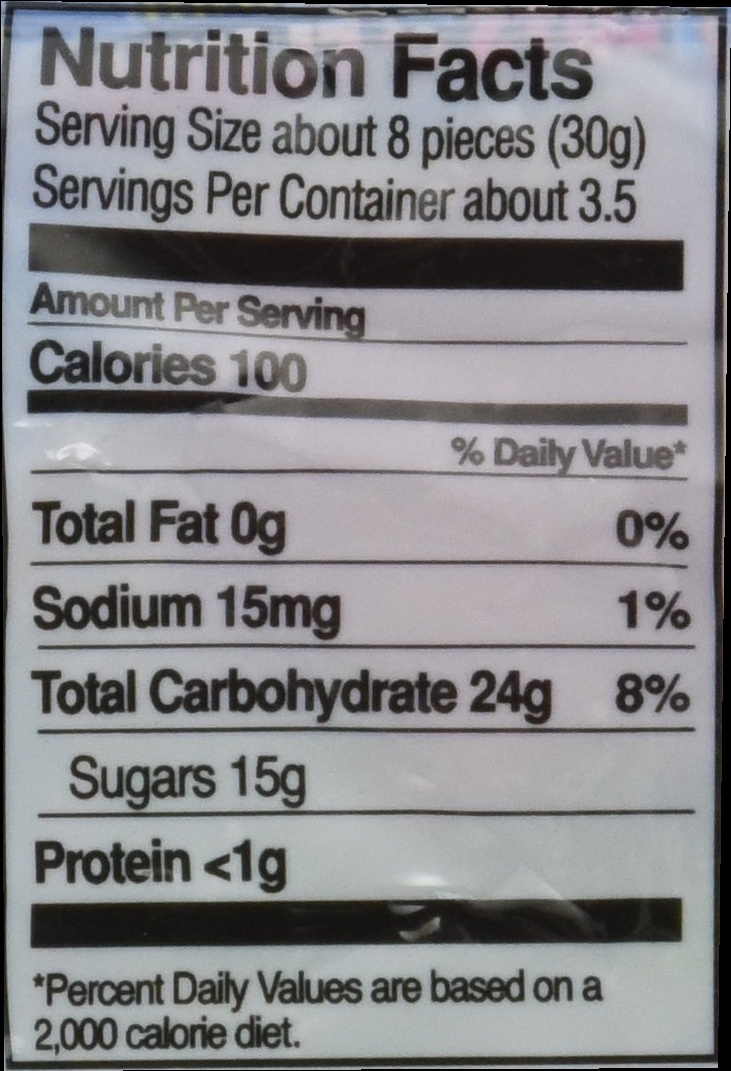 Nutrition Facts
Serving Size about 8 pieces (30g)
Servings Per Container about 3.5
Amount Per Serving
Calories 100
% Daily Value*
Total Fat 0g 0%
Sodium 15mg 1%
Total Carbohydrate 24g 8%
Sugars 15g
Protein <1g
*Percent Daily Values are based on a
2,000 calorie diet.